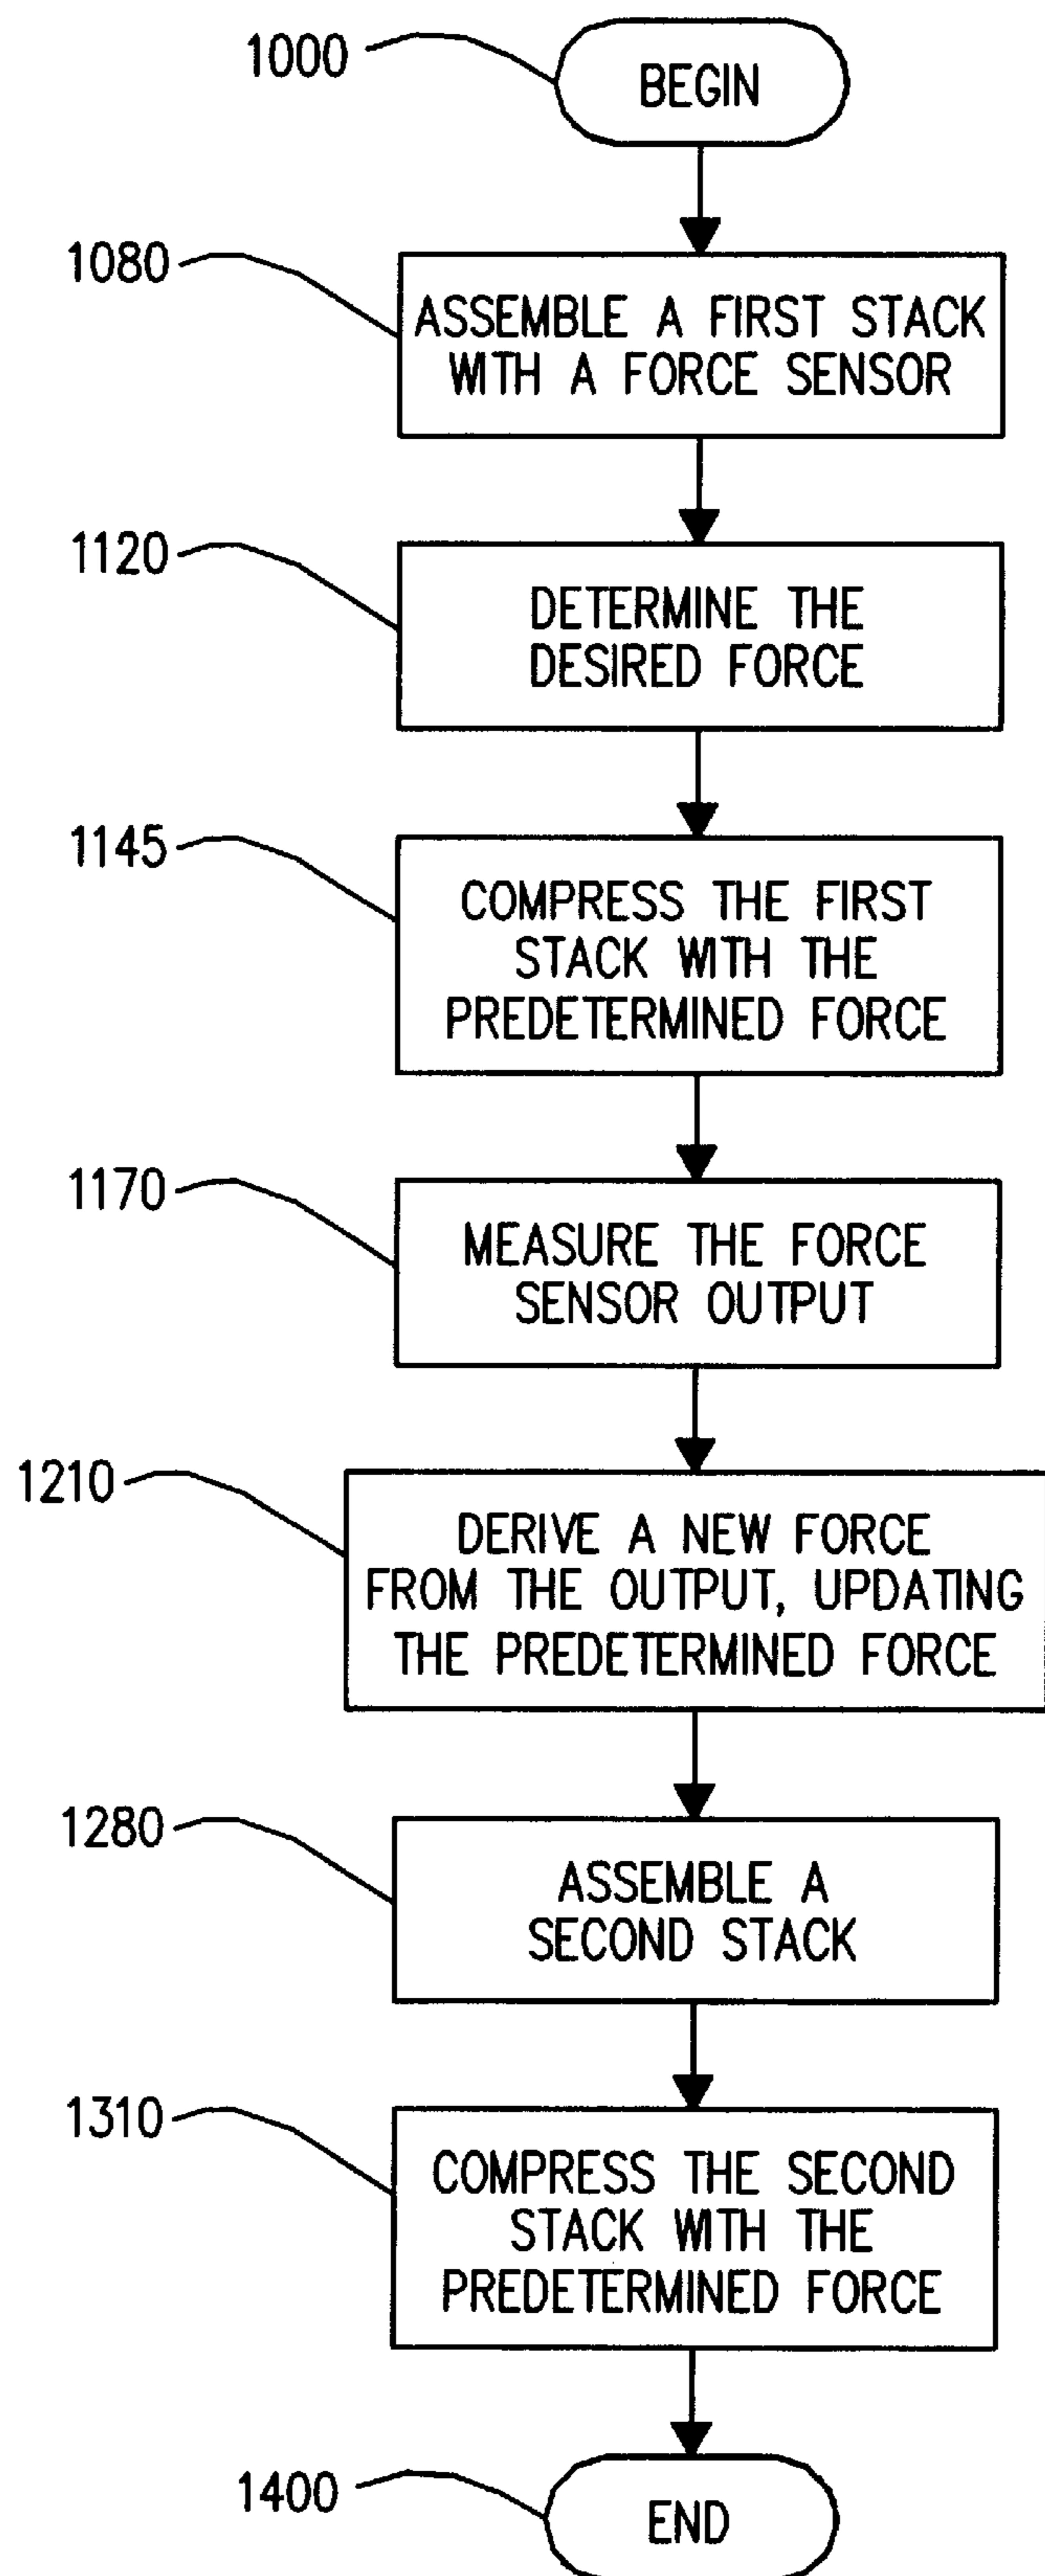 1000
BEGIN
1080
ASSEMBLE A FIRST STACK
WITH A FORCE SENSOR
1120
DETERMINE THE
DESIRED FORCE
1145
COMPRESS THE FIRST
STACK WITH THE
PREDETERMINED FORCE
1170
MEASURE THE FORCE
SENSOR OUTPUT
1210
DERIVE A NEW FORCE
FROM THE OUTPUT, UPDATING
THE PREDETERMINED FORCE
1280
ASSEMBLE A
SECOND STACK
1310
COMPRESS THE SECOND
STACK WITH THE
PREDETERMINED FORCE
1400
END